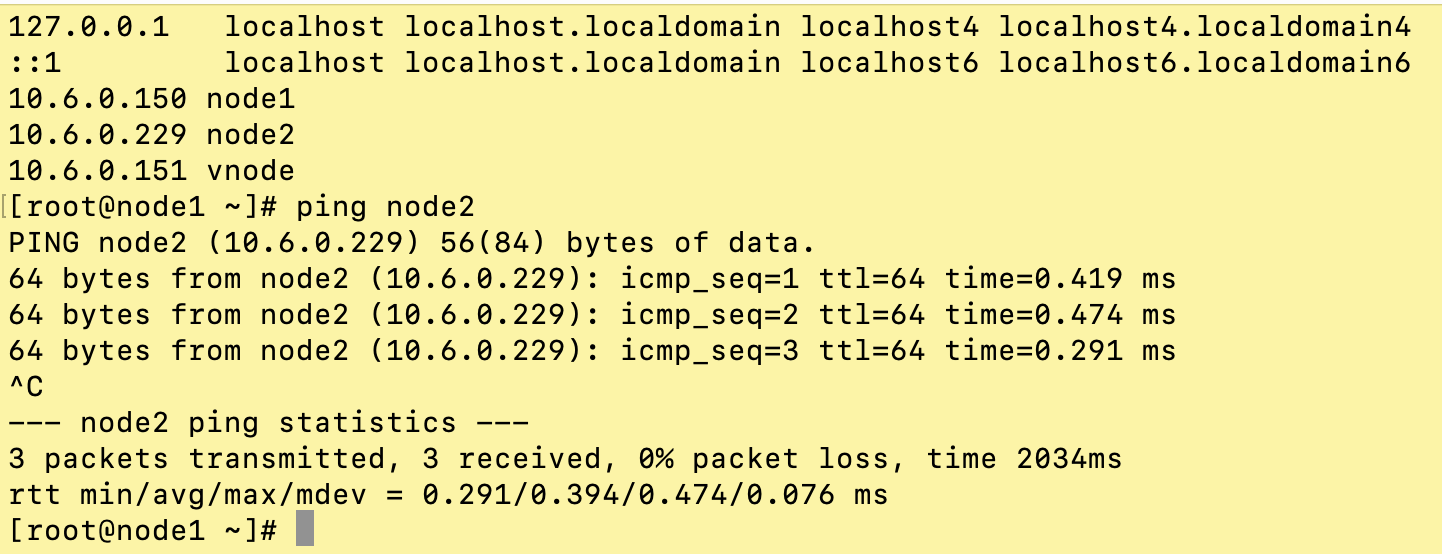 127.0.0.1   localhost localhost.localdomain localhost4 localhost4.localdomain4
::1         localhost localhost.localdomain localhost6 localhost6.localdomain6
10.6.0.150 node1
10.6.0.229 node2
10.6.0.151 vnode
[[root@node1 ~]# ping node2
PING node2 (10.6.0.229) 56(84) bytes of data.
64 bytes from node2 (10.6.0.229): icmp_seq=1 ttl=64 time=0.419 ms
64 bytes from node2 (10.6.0.229): icmp_seq=2 ttl=64 time=0.474 ms
64 bytes from node2 (10.6.0.229): icmp_seq=3 ttl=64 time=0.291 ms
^C
--- node2 ping statistics ---
3 packets transmitted, 3 received, 0% packet loss, time 2034ms
rtt min/avg/max/mdev = 0.291/0.394/0.474/0.076 ms
[root@node1 ~]#